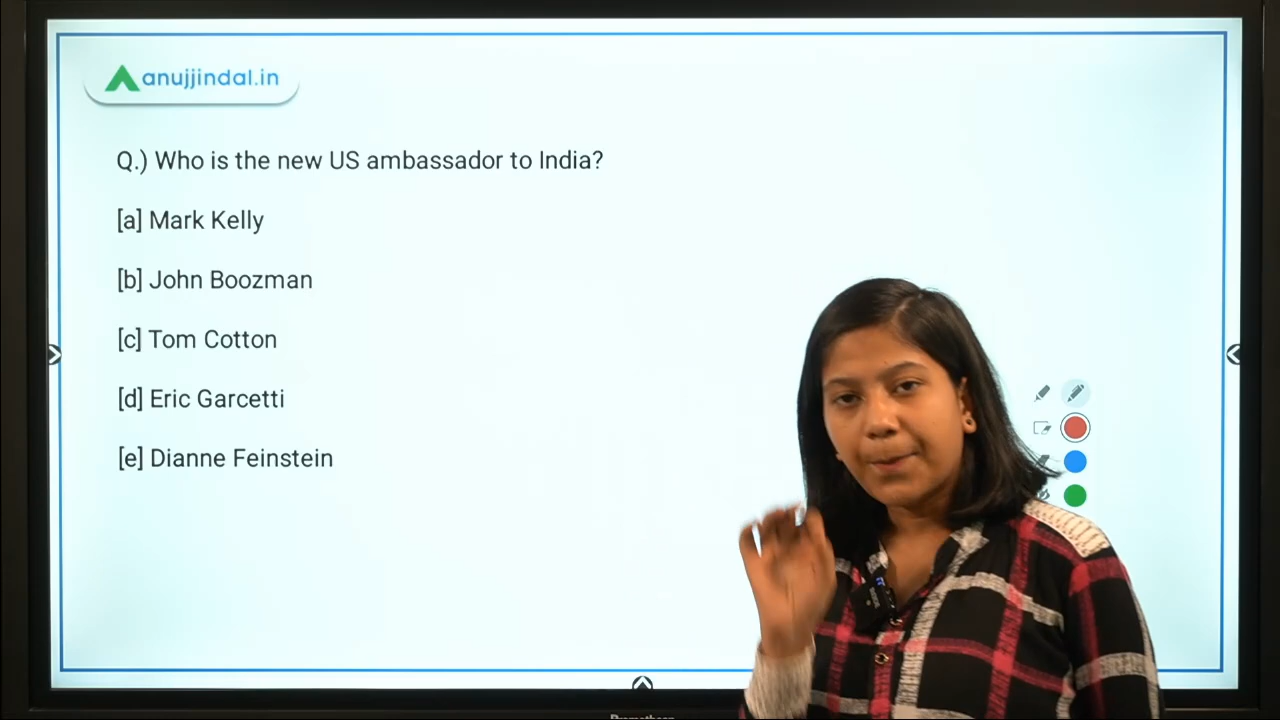 anujjindal.in
Q.) Who is the new US ambassador to India?
[a] Mark Kelly
[b] John Boozman
[c] Tom Cotton
[d] Eric Garcetti
[e] Dianne Feinstein